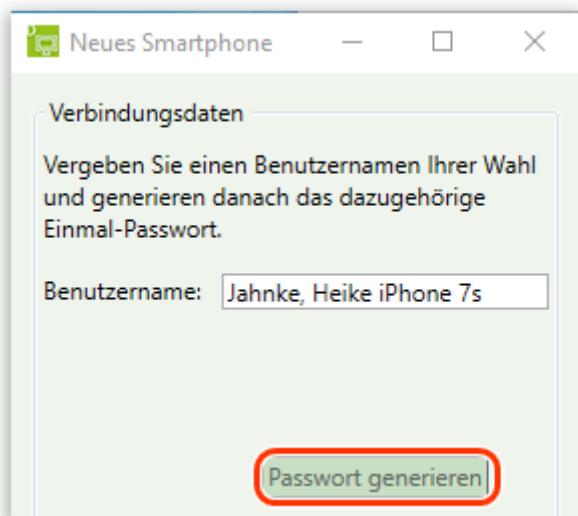 Neues Smartphone
Verbindungsdaten
Vergeben Sie einen Benutzernamen Ihrer Wahl
und generieren danach das dazugehörige
Einmal-Passwort.
Benutzername: Jahnke, Heike iPhone 7s
Passwort generieren